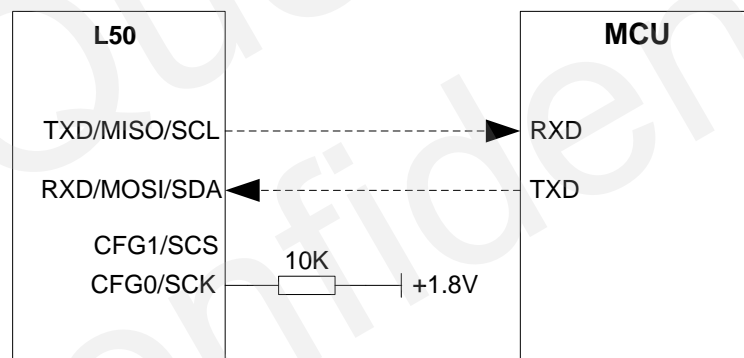 L50 MCU
TXD/MISO/SCL RXD
RXD/MOSI/SDA TXD
CFG1/SCS
10K
CFG0/SCK +1.8V